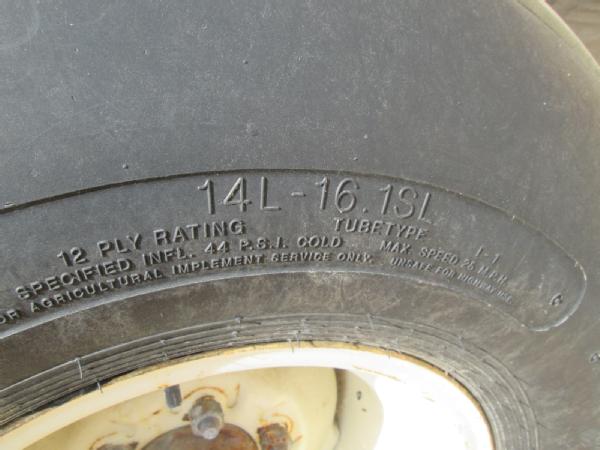 14L-16.1SL
12 PLY RATING TUBETYPE I-1
SPECIFIED INFL. 44 P.S.I. COLD MAX. SPEED 25 M.P.H.
FOR AGRICULTURAL IMPLEMENT SERVICE ONLY. UNSAFE FOR HIGHWAY USE.